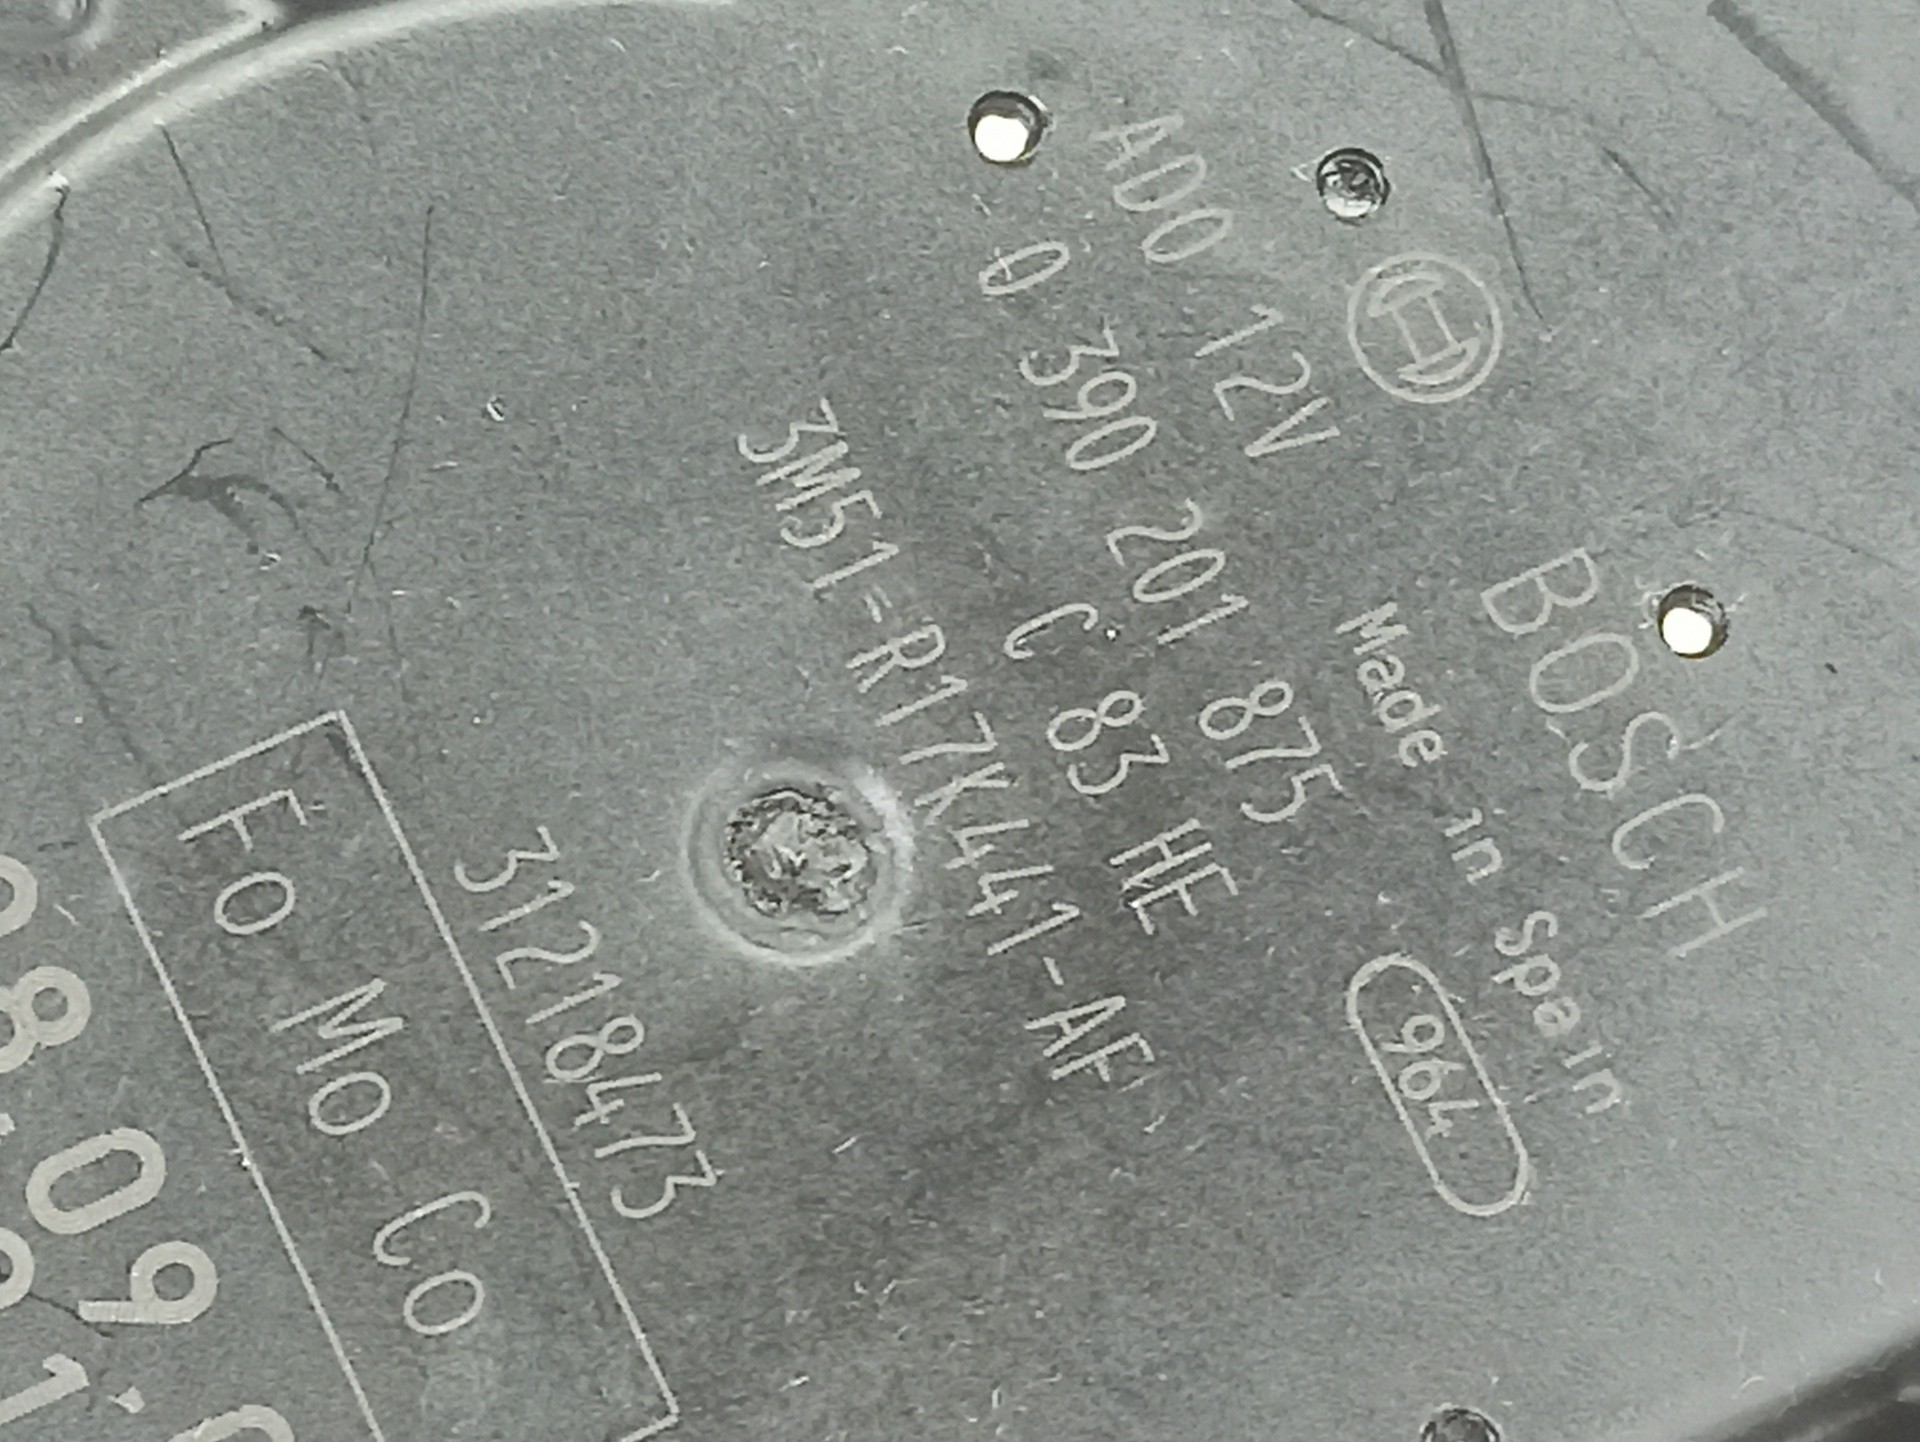 BOSCH
Made in Spain
964
AD0 12V
0 390 201 875
C 83 HE
3M51-R17K441-AF
31218473
FO MO CO